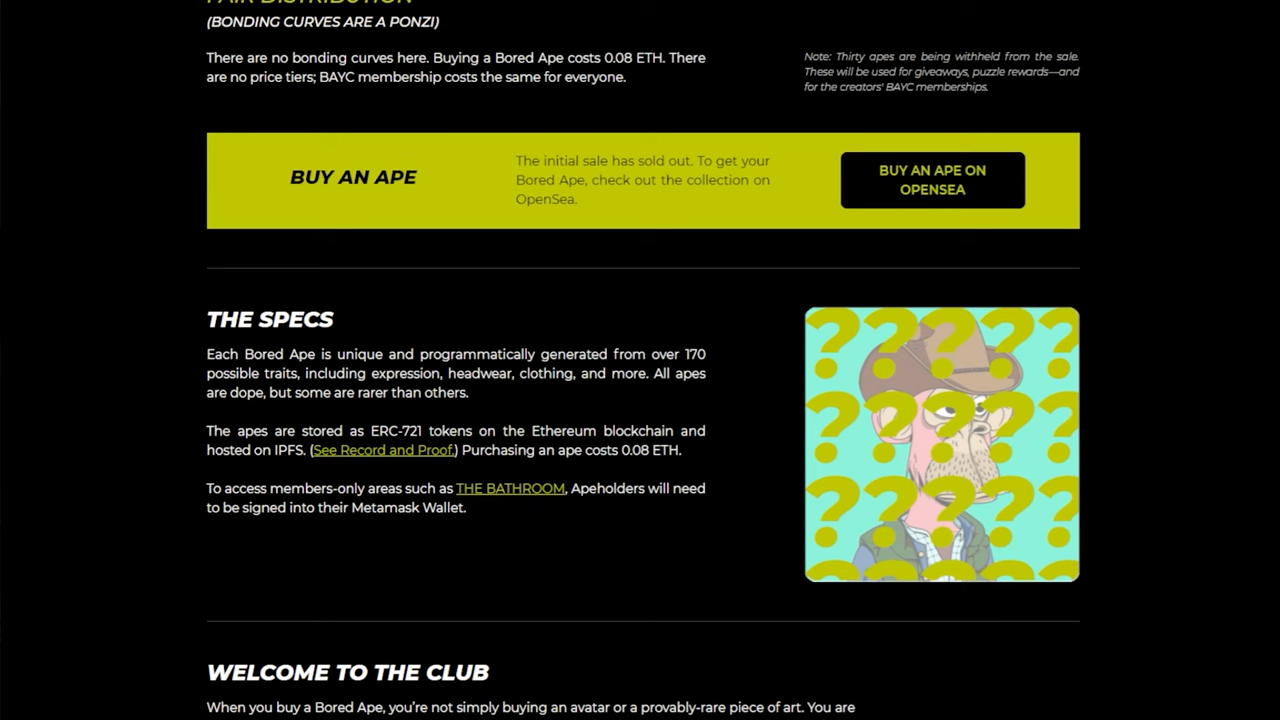 FAIR DISTRIBUTION
(BONDING CURVES ARE A PONZI)
There are no bonding curves here. Buying a Bored Ape costs 0.08 ETH. There
are no price tiers; BAYC membership costs the same for everyone.
Note: Thirty apes are being withheld from the sale.
These will be used for giveaways, puzzle rewards—and
for the creators' BAYC memberships.
BUY AN APE
The initial sale has sold out. To get your
Bored Ape, check out the collection on
OpenSea.
BUY AN APE ON
OPENSEA
THE SPECS
Each Bored Ape is unique and programmatically generated from over 170
possible traits, including expression, headwear, clothing, and more. All apes
are dope, but some are rarer than others.
The apes are stored as ERC-721 tokens on the Ethereum blockchain and
hosted on IPFS. (See Record and Proof.) Purchasing an ape costs 0.08 ETH.
To access members-only areas such as THE BATHROOM, Apeholders will need
to be signed into their Metamask Wallet.
? ? ? ? ?
? ? ? ? ?
? ? ? ? ?
? ? ? ? ?
WELCOME TO THE CLUB
When you buy a Bored Ape, you're not simply buying an avatar or a provably-rare piece of art. You are